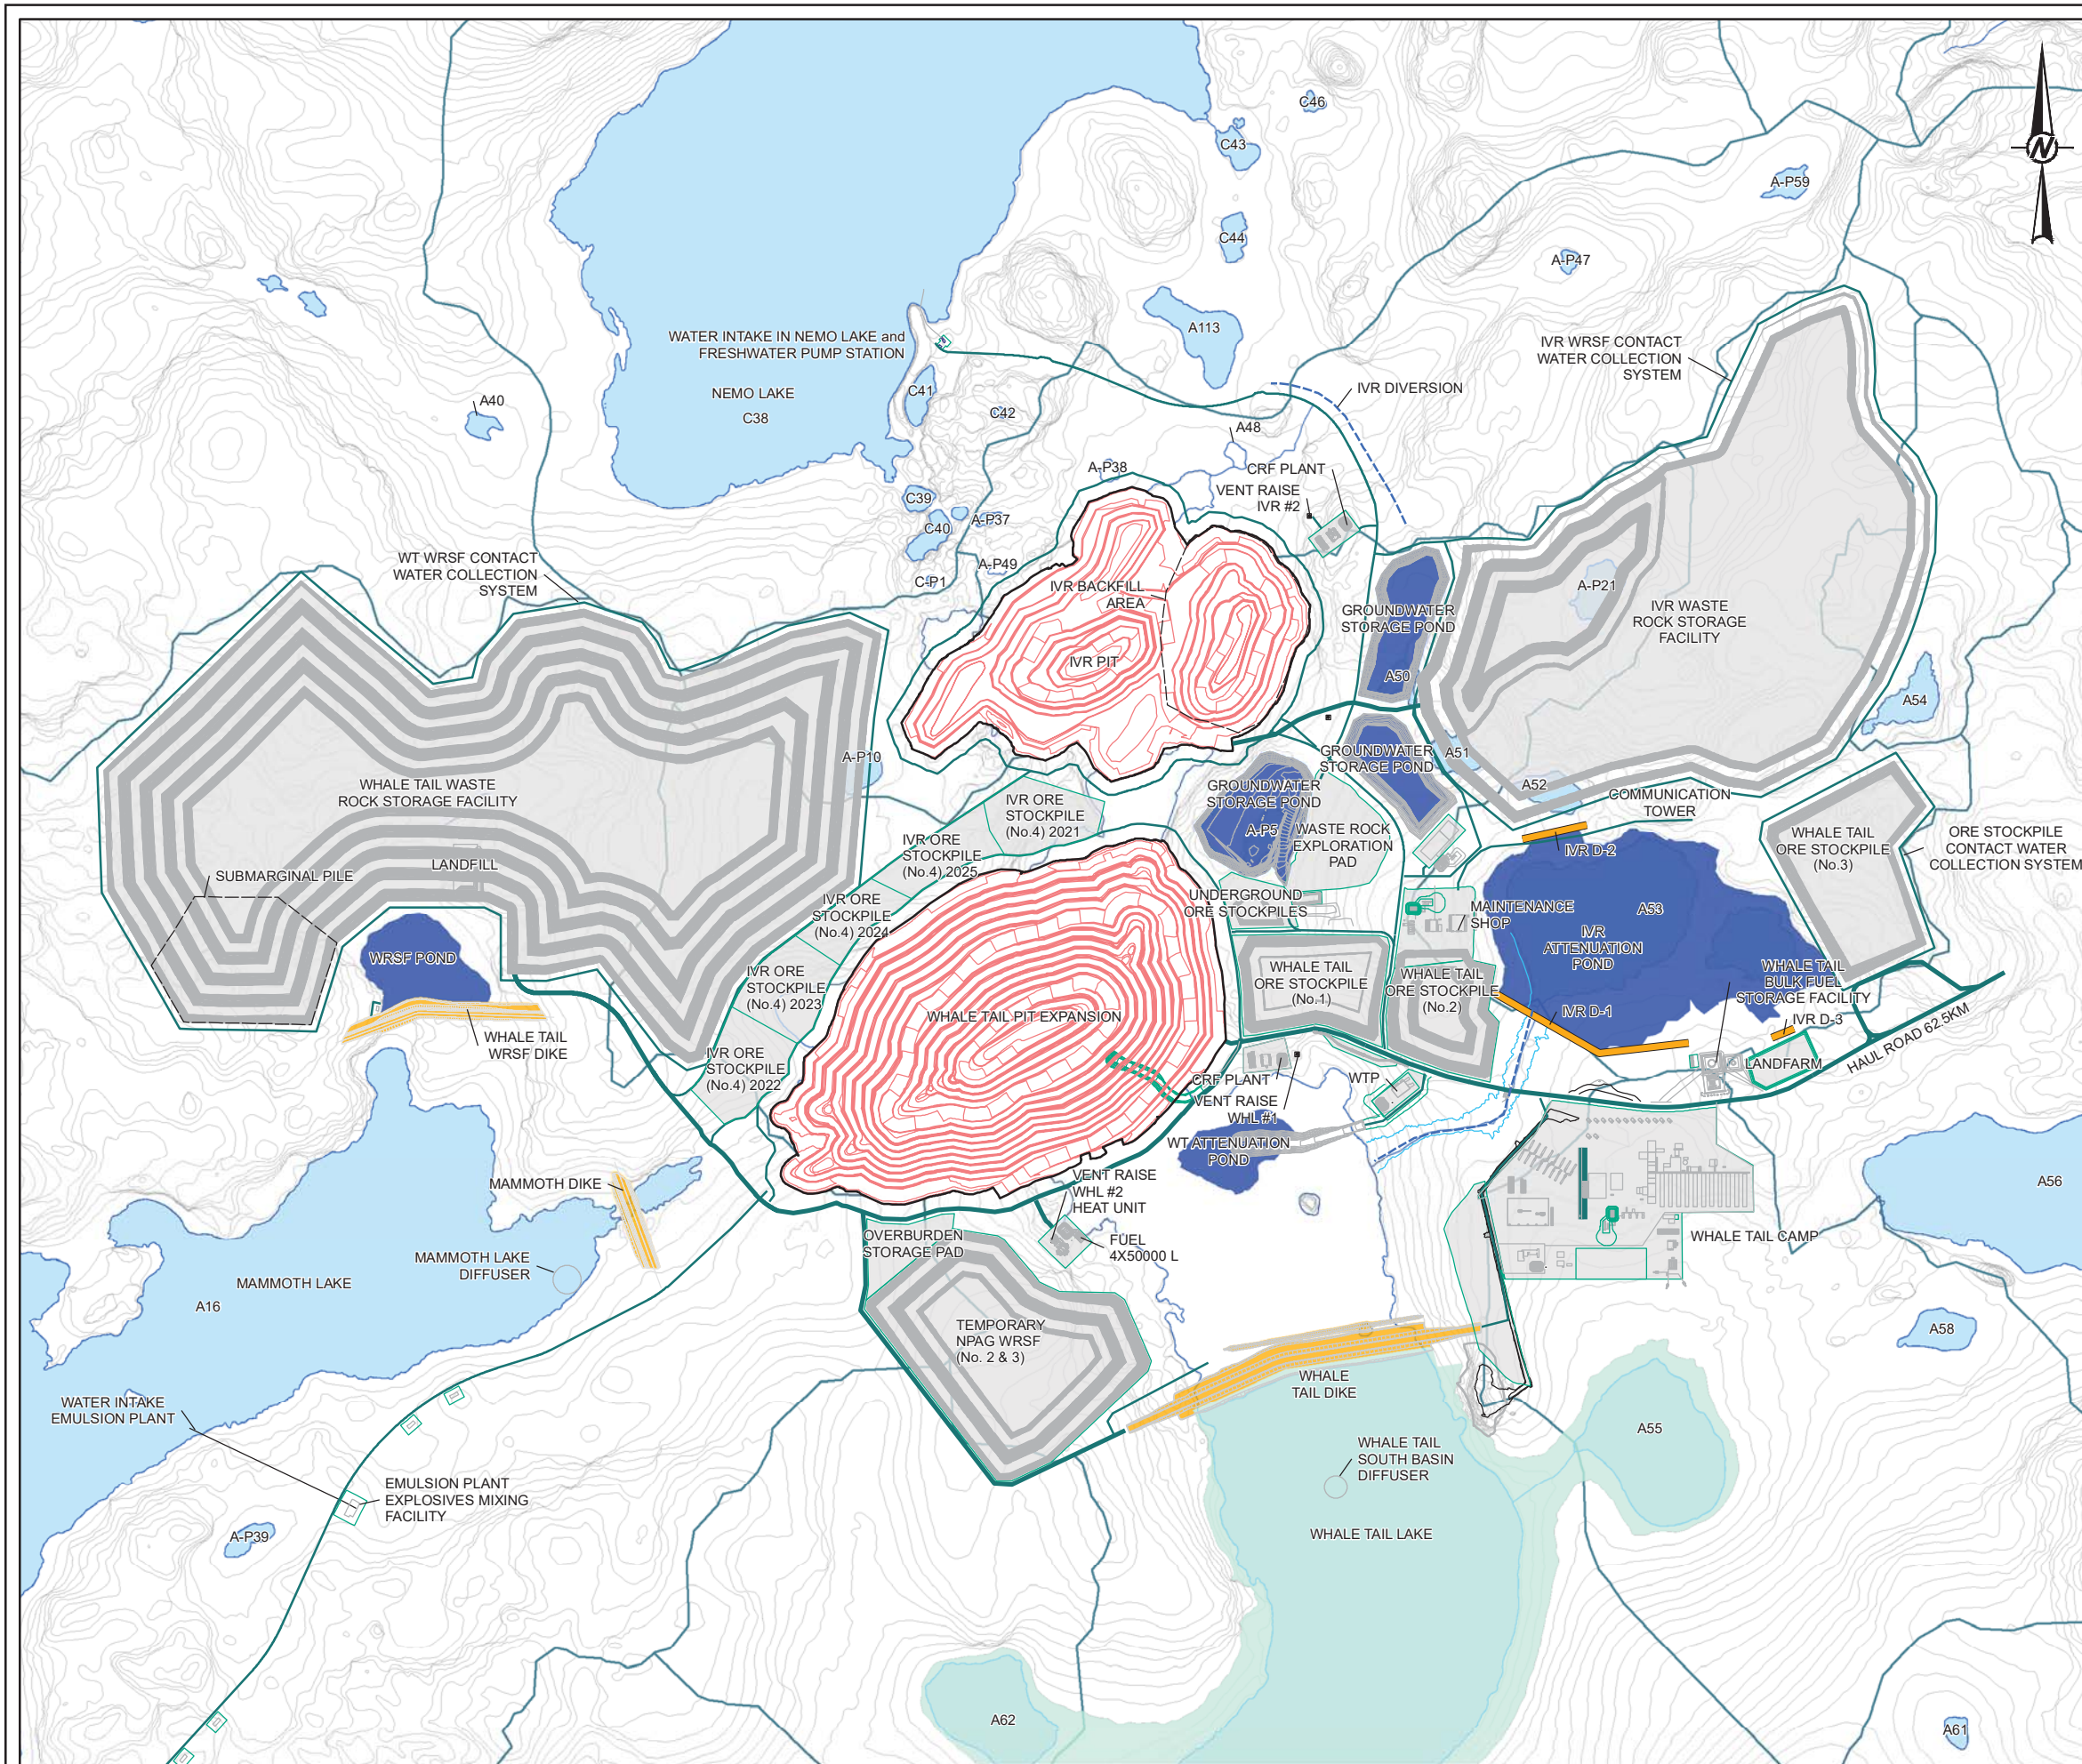 C46
C43
N
A-P59
C44
A-P47
A113
WATER INTAKE IN NEMO LAKE and
FRESHWATER PUMP STATION
NEMO LAKE
C38
IVR WRSF CONTACT
WATER COLLECTION
SYSTEM
IVR DIVERSION
C41
C42
A40
A48
A-P38
CRF PLANT
VENT RAISE
IVR #2
C39
C40
A-P37
A-P49
C-P1
WT WRSF CONTACT
WATER COLLECTION
SYSTEM
IVR BACKFILL
AREA
IVR PIT
GROUNDWATER
STORAGE POND
A50
A-P21
IVR WASTE
ROCK STORAGE
FACILITY
A54
A-P10
GROUNDWATER
STORAGE POND
A51
A52
WHALE TAIL WASTE
ROCK STORAGE FACILITY
GROUNDWATER
STORAGE POND
A-P5
WASTE ROCK
EXPLORATION
PAD
COMMUNICATION
TOWER
IVR D-2
WHALE TAIL
ORE STOCKPILE
(No.3)
ORE STOCKPILE
CONTACT WATER
COLLECTION SYSTEM
IVR ORE
STOCKPILE
(No.4) 2021
IVR ORE
STOCKPILE
(No.4) 2025
IVR ORE
STOCKPILE
(No.4) 2024
IVR ORE
STOCKPILE
(No.4) 2023
IVR ORE
STOCKPILE
(No.4) 2022
LANDFILL
SUBMARGINAL PILE
WRSF POND
WHALE TAIL
WRSF DIKE
UNDERGROUND
ORE STOCKPILES
MAINTENANCE
SHOP
A53
IVR
ATTENUATION
POND
WHALE TAIL
BULK FUEL
STORAGE FACILITY
WHALE TAIL
ORE STOCKPILE
(No.1)
WHALE TAIL
ORE STOCKPILE
(No.2)
IVR D-1
IVR D-3
HAUL ROAD 62.5KM
LANDFARM
WHALE TAIL PIT EXPANSION
CRF PLANT
VENT RAISE
WHL #1
WTP
WT ATTENUATION
POND
VENT RAISE
WHL #2
HEAT UNIT
FUEL
4X50000 L
MAMMOTH DIKE
MAMMOTH LAKE
DIFFUSER
MAMMOTH LAKE
A16
OVERBURDEN
STORAGE PAD
TEMPORARY
NPAG WRSF
(No. 2 & 3)
WHALE TAIL CAMP
A56
A58
WHALE
TAIL DIKE
A55
WHALE TAIL
SOUTH BASIN
DIFFUSER
WHALE TAIL LAKE
WATER INTAKE
EMULSION PLANT
EMULSION PLANT
EXPLOSIVES MIXING
FACILITY
A-P39
A62
A61